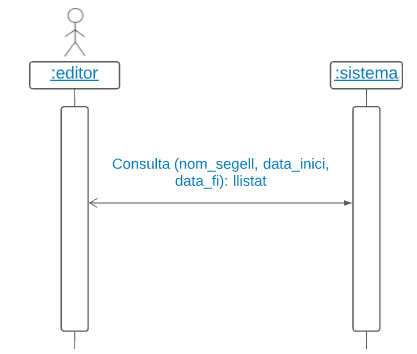 :editor
:sistema
Consulta (nom_segell, data_inici,
data_fi): llistat